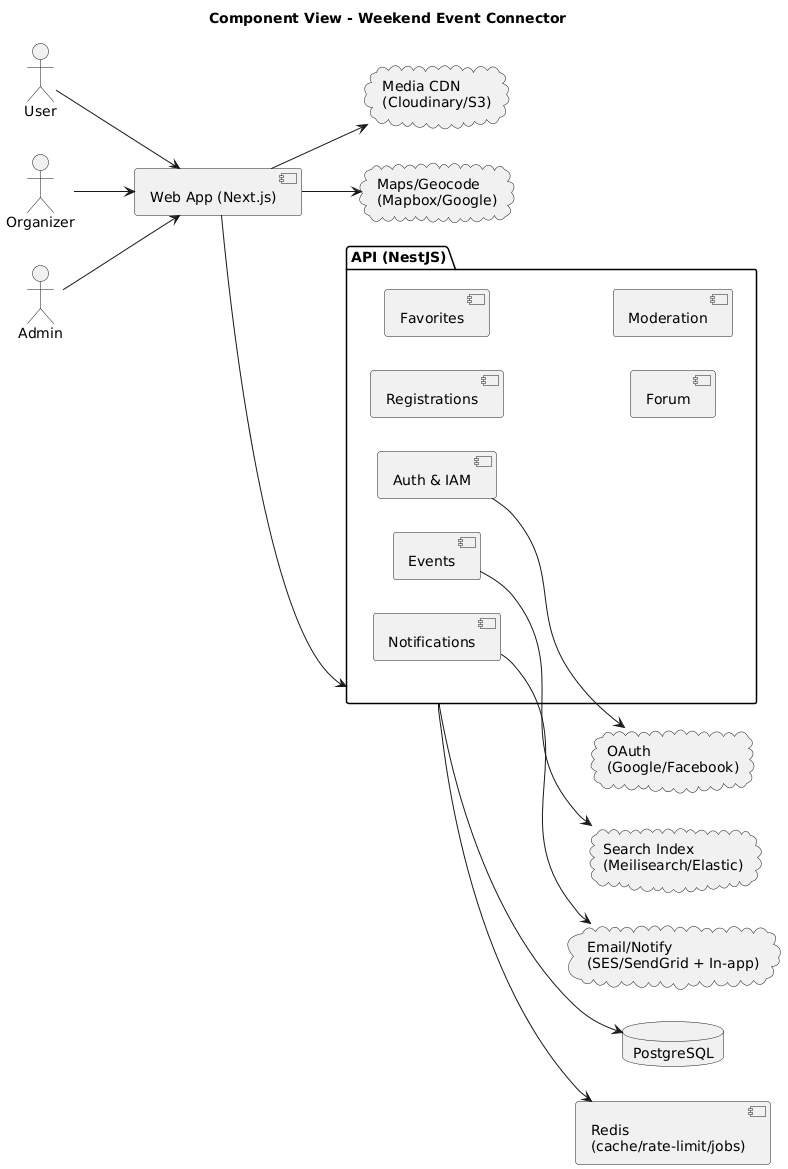 Component View - Weekend Event Connector
User
Organizer
Admin
Web App (Next.js)
Media CDN
(Cloudinary/S3)
Maps/Geocode
(Mapbox/Google)
API (NestJS)
Favorites
Moderation
Registrations
Forum
Auth & IAM
Events
Notifications
OAuth
(Google/Facebook)
Search Index
(Meilisearch/Elastic)
Email/Notify
(SES/SendGrid + In-app)
PostgreSQL
Redis
(cache/rate-limit/jobs)